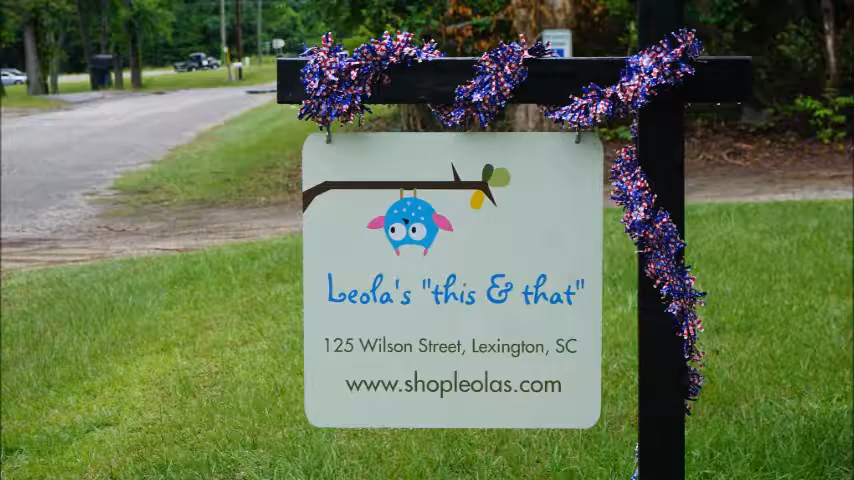 Leola's "this & that"
125 Wilson Street, Lexington, SC
www.shopleolas.com